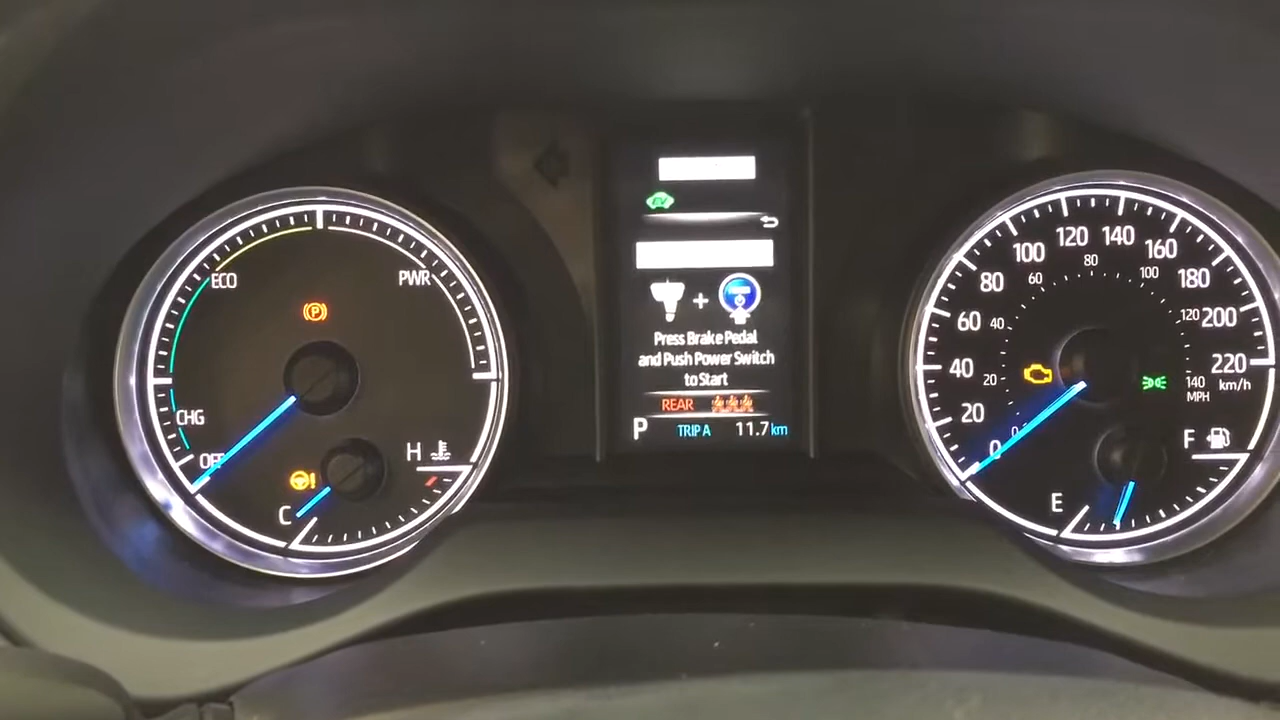 ECO
PWR
P
CHG
OFF
H
C
Press Brake Pedal
and Push Power Switch
to Start
REAR
P TRIP A 11.7 km
0
20
40
60
80
100
120
140
160
180
200
220
km/h
0
20
40
60
80
100
120
140
MPH
F
E